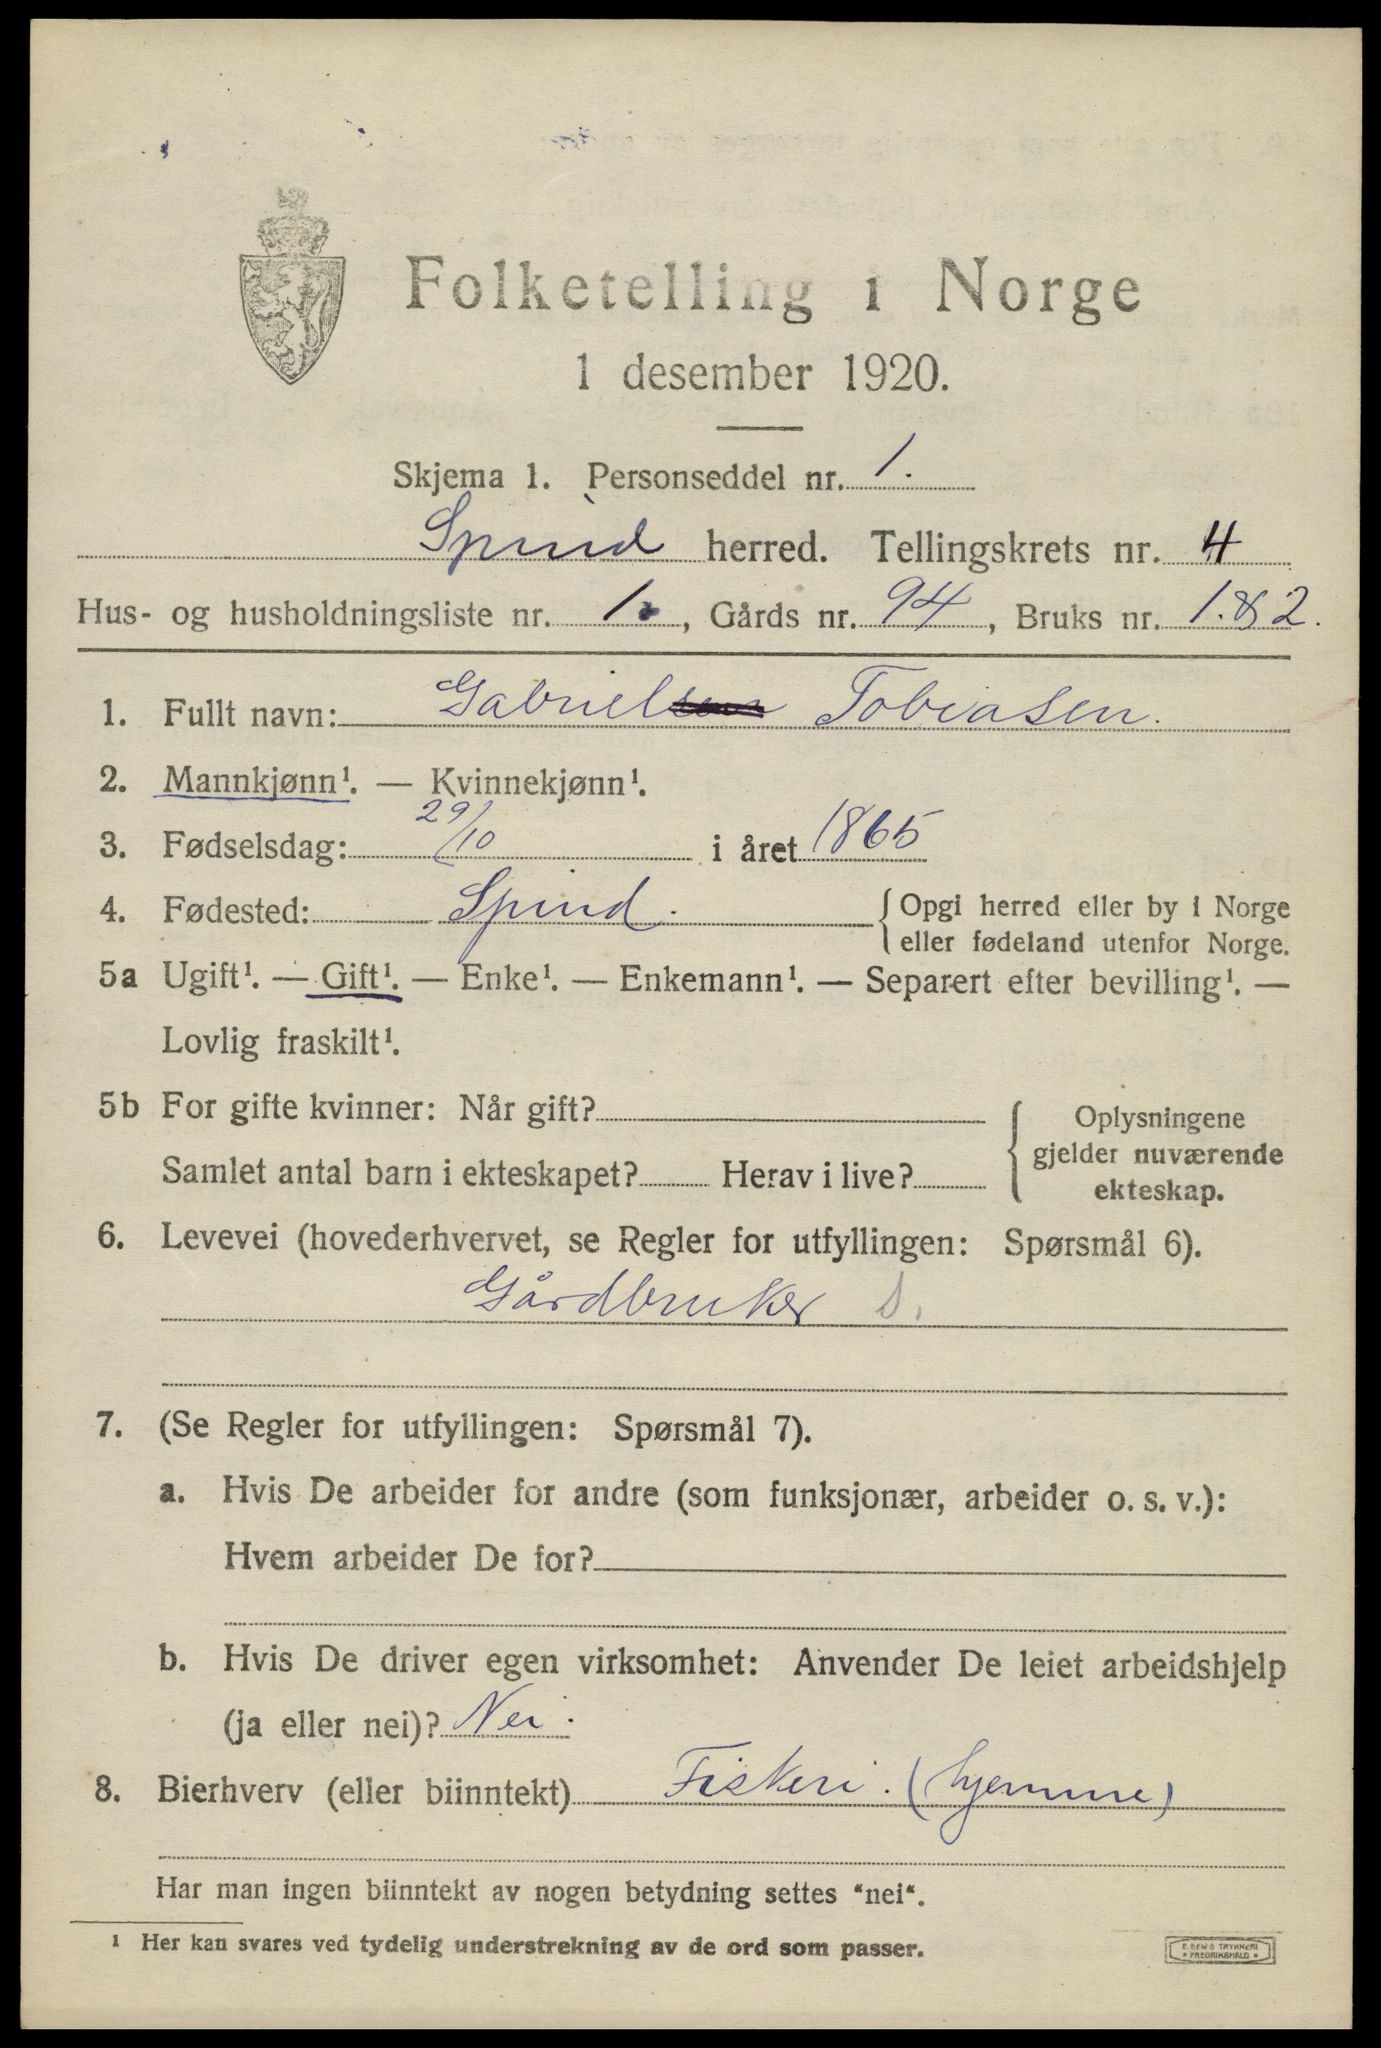 Folketelling i Norge
1 desember 1920.
Skjema 1. Personseddel nr. 1.
Spind herred. Tellingskrets nr. 4
Hus- og husholdningsliste nr. 1, Gårds nr. 94, Bruks nr. 1.&2.
1. Fullt navn: Gabrielsen Tobiasen.
2. Mannkjønn¹. — Kvinnekjønn¹.
3. Fødselsdag: 29/10 i året 1865
4. Fødested: Spind. { Opgi herred eller by i Norge
eller fødeland utenfor Norge.
5a Ugift¹. — Gift¹. — Enke¹. — Enkemann¹. — Separert efter bevilling¹. —
Lovlig fraskilt¹.
5b For gifte kvinner: Når gift? { Oplysningene
gjelder nuværende
Samlet antal barn i ekteskapet? Herav i live?
ekteskap.
6. Levevei (hovederhvervet, se Regler for utfyllingen: Spørsmål 6).
Gårdbruker S.
7. (Se Regler for utfyllingen: Spørsmål 7).
a. Hvis De arbeider for andre (som funksjonær, arbeider o. s. v.):
Hvem arbeider De for?
b. Hvis De driver egen virksomhet: Anvender De leiet arbeidshjelp
(ja eller nei)? Nei.
8. Bierhverv (eller biinntekt) Fiskeri. (hjemme)
Har man ingen biinntekt av nogen betydning settes "nei".
¹ Her kan svares ved tydelig understrekning av de ord som passer.
E. SEM'S TRYKKERI
* FREDRIKSHALD *